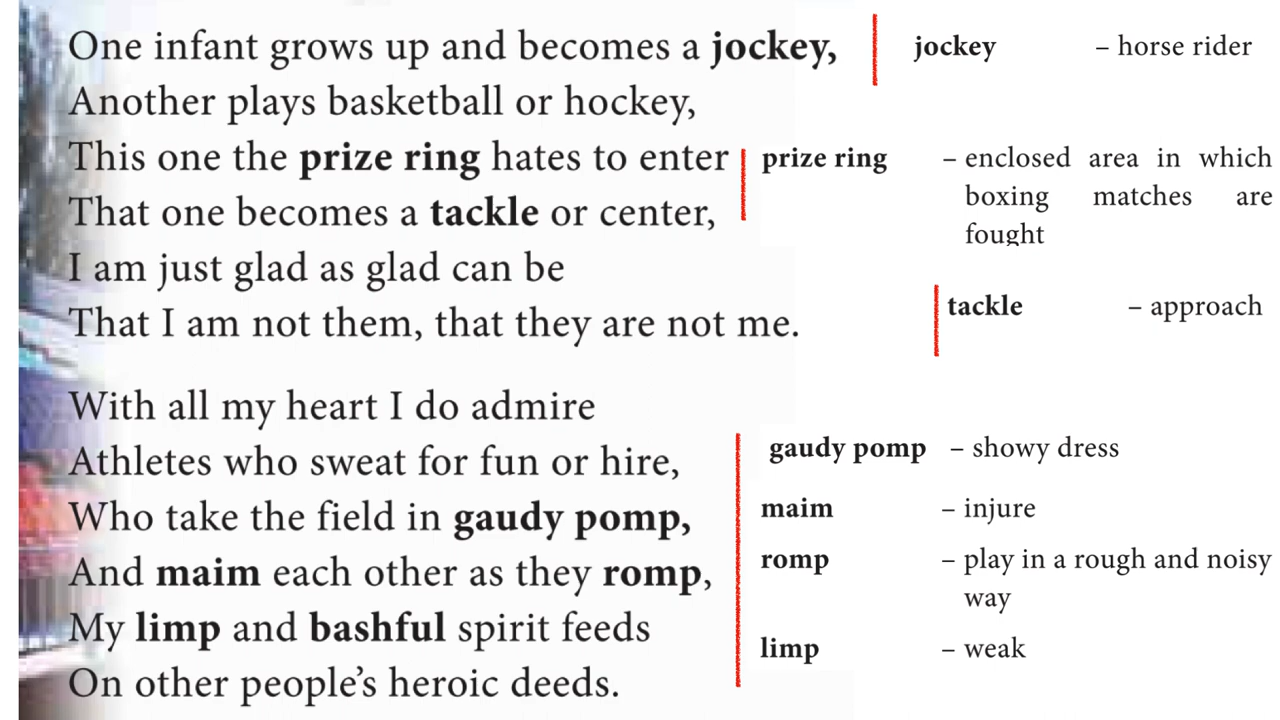 One infant grows up and becomes a jockey,
Another plays basketball or hockey,
This one the prize ring hates to enter
That one becomes a tackle or center,
I am just glad as glad can be
That I am not them, that they are not me.
With all my heart I do admire
Athletes who sweat for fun or hire,
Who take the field in gaudy pomp,
And maim each other as they romp,
My limp and bashful spirit feeds
On other people’s heroic deeds.
jockey – horse rider
prize ring – enclosed area in which
boxing matches are
fought
tackle – approach
gaudy pomp – showy dress
maim – injure
romp – play in a rough and noisy
way
limp – weak